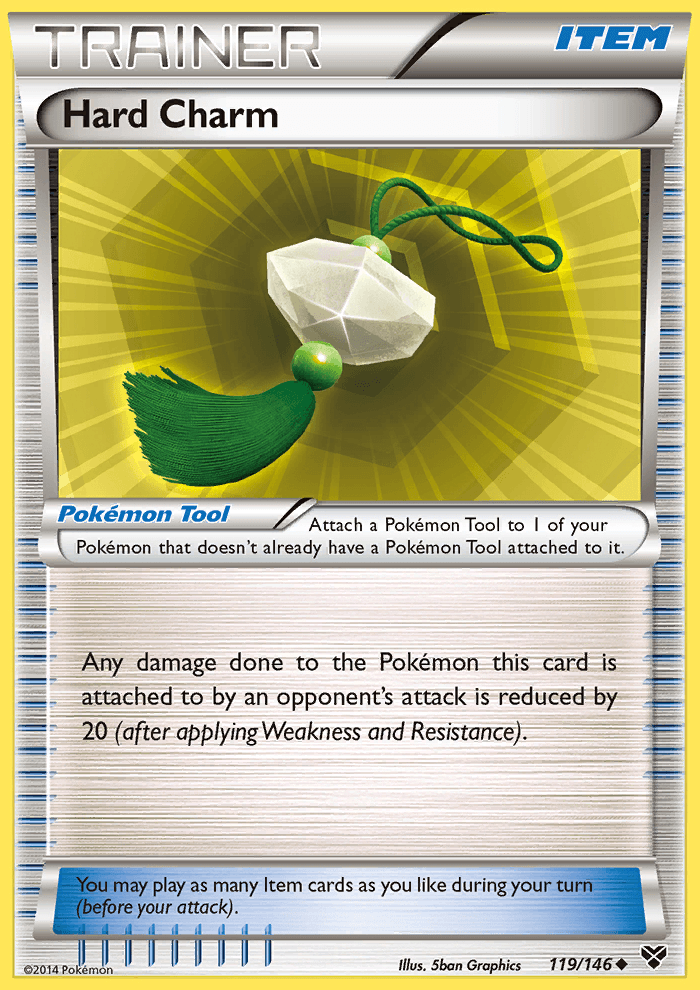 TRAINER
ITEM
Hard Charm
Pokémon Tool
Attach a Pokémon Tool to 1 of your
Pokémon that doesn't already have a Pokémon Tool attached to it.
Any damage done to the Pokémon this card is
attached to by an opponent's attack is reduced by
20 (after applying Weakness and Resistance).
You may play as many Item cards as you like during your turn
(before your attack).
©2014 Pokémon
Illus. 5ban Graphics
119/146